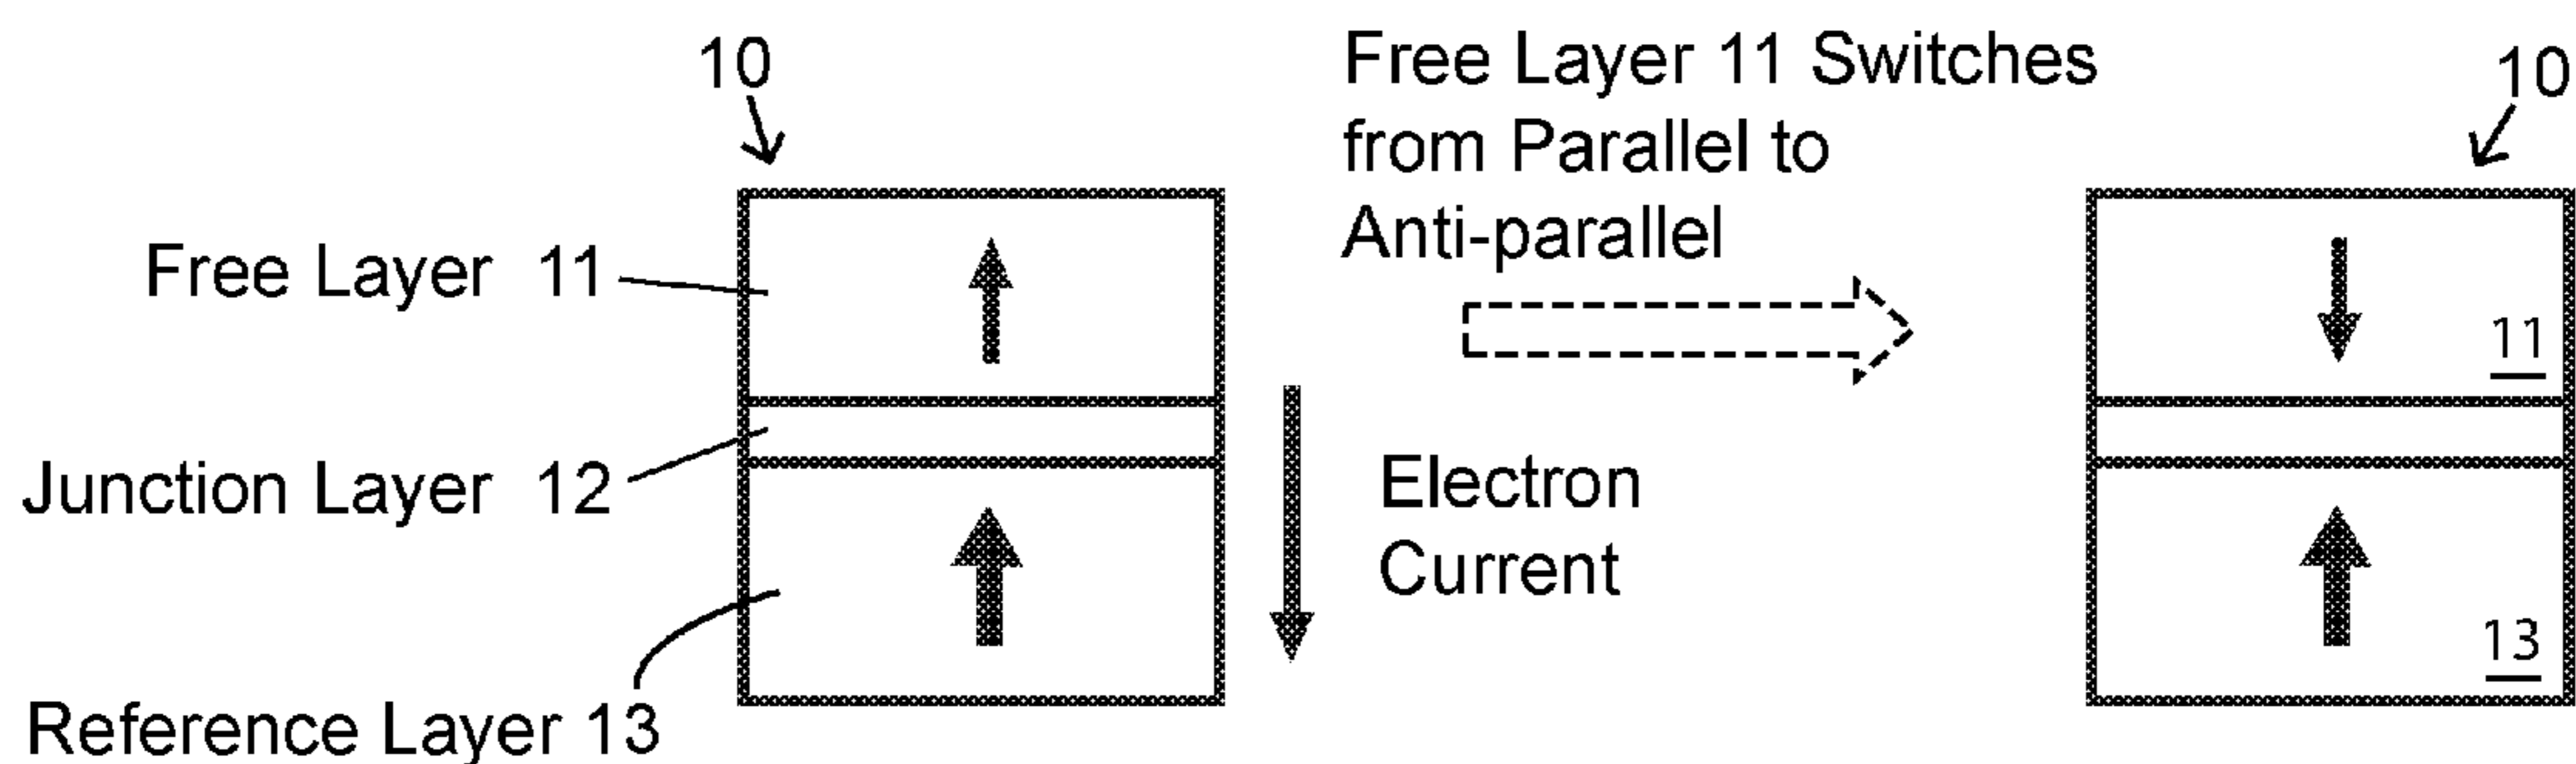 10
Free Layer 11 Switches
from Parallel to
Anti-parallel
10
Free Layer 11
11
Junction Layer 12
Electron
Current
Reference Layer 13
13